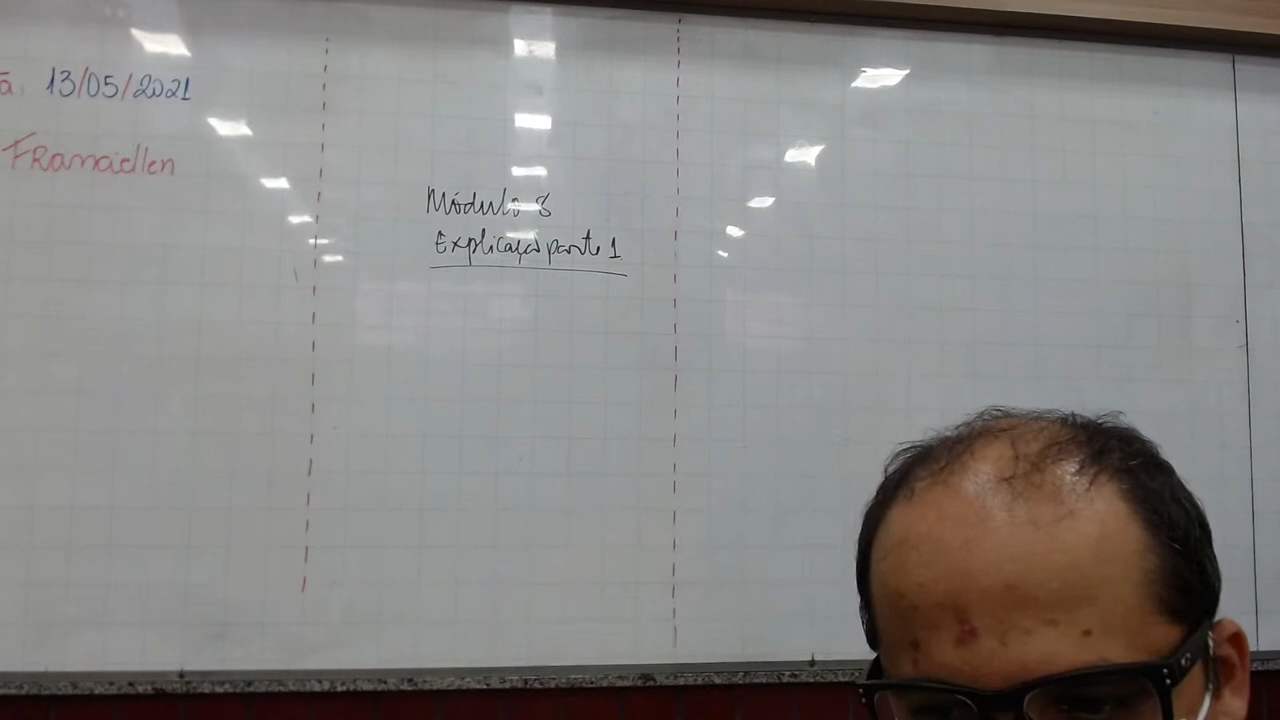 ã 13/05/2021
Framaidlen
Módulo 8
Explicação parte 1